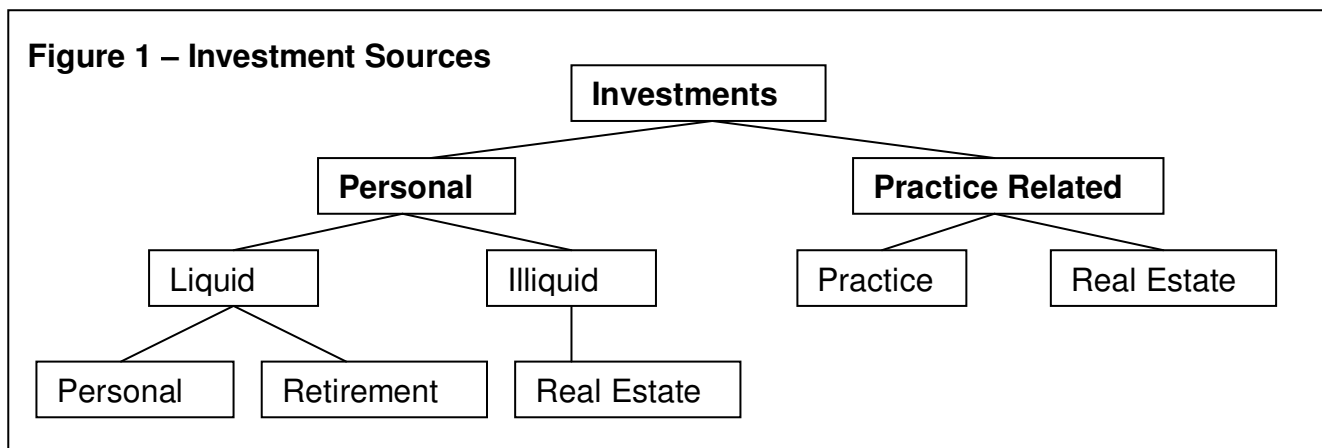 Figure 1 – Investment Sources
Investments
Personal
Practice Related
Liquid
Illiquid
Practice
Real Estate
Personal
Retirement
Real Estate